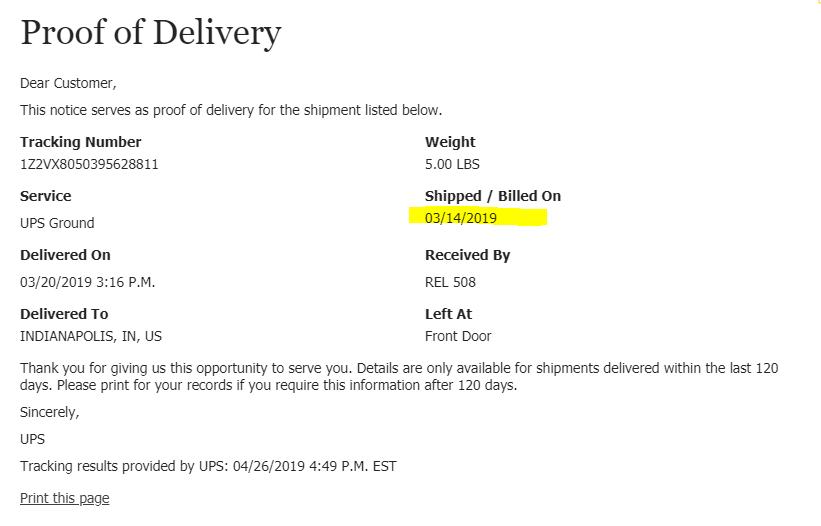 Proof of Delivery
Dear Customer,
This notice serves as proof of delivery for the shipment listed below.
Tracking Number
1Z2VX8050395628811
Weight
5.00 LBS
Service
UPS Ground
Shipped / Billed On
03/14/2019
Delivered On
03/20/2019 3:16 P.M.
Received By
REL 508
Delivered To
INDIANAPOLIS, IN, US
Left At
Front Door
Thank you for giving us this opportunity to serve you. Details are only available for shipments delivered within the last 120
days. Please print for your records if you require this information after 120 days.
Sincerely,
UPS
Tracking results provided by UPS: 04/26/2019 4:49 P.M. EST
Print this page